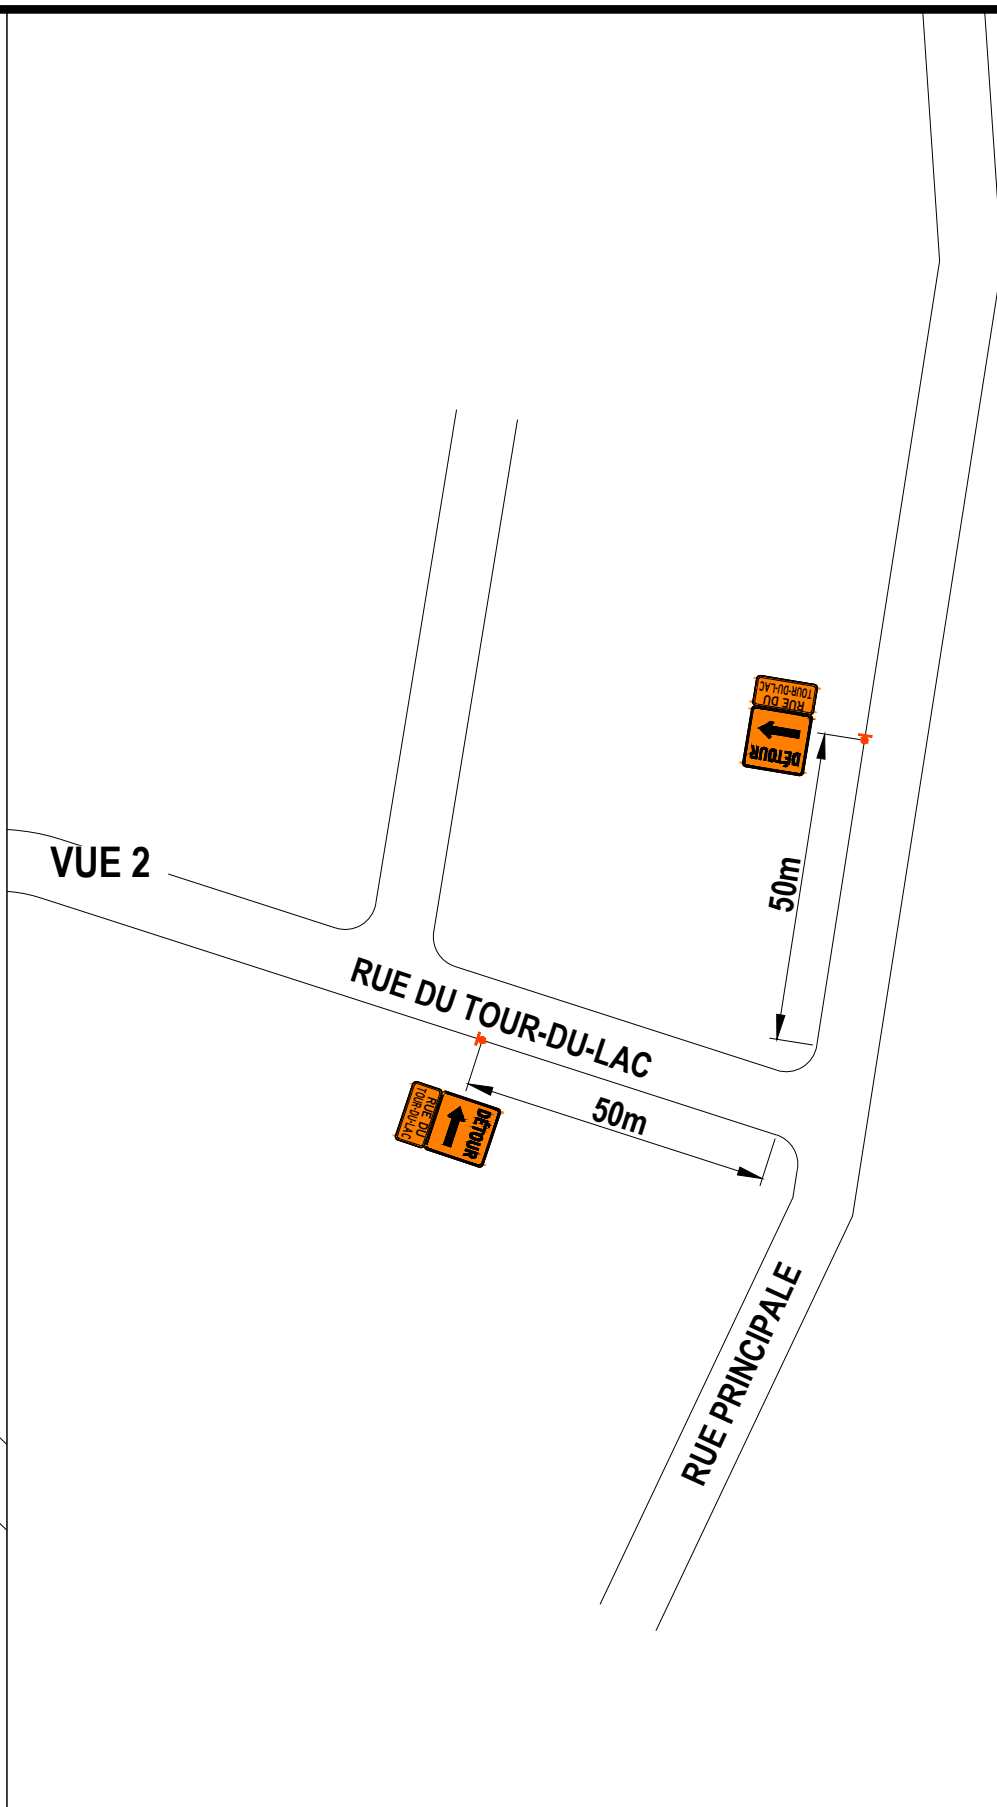 DÉTOUR
RUE DU
TOUR-DU-LAC
50m
VUE 2
RUE DU TOUR-DU-LAC
50m
DÉTOUR
RUE DU
TOUR-DU-LAC
RUE PRINCIPALE